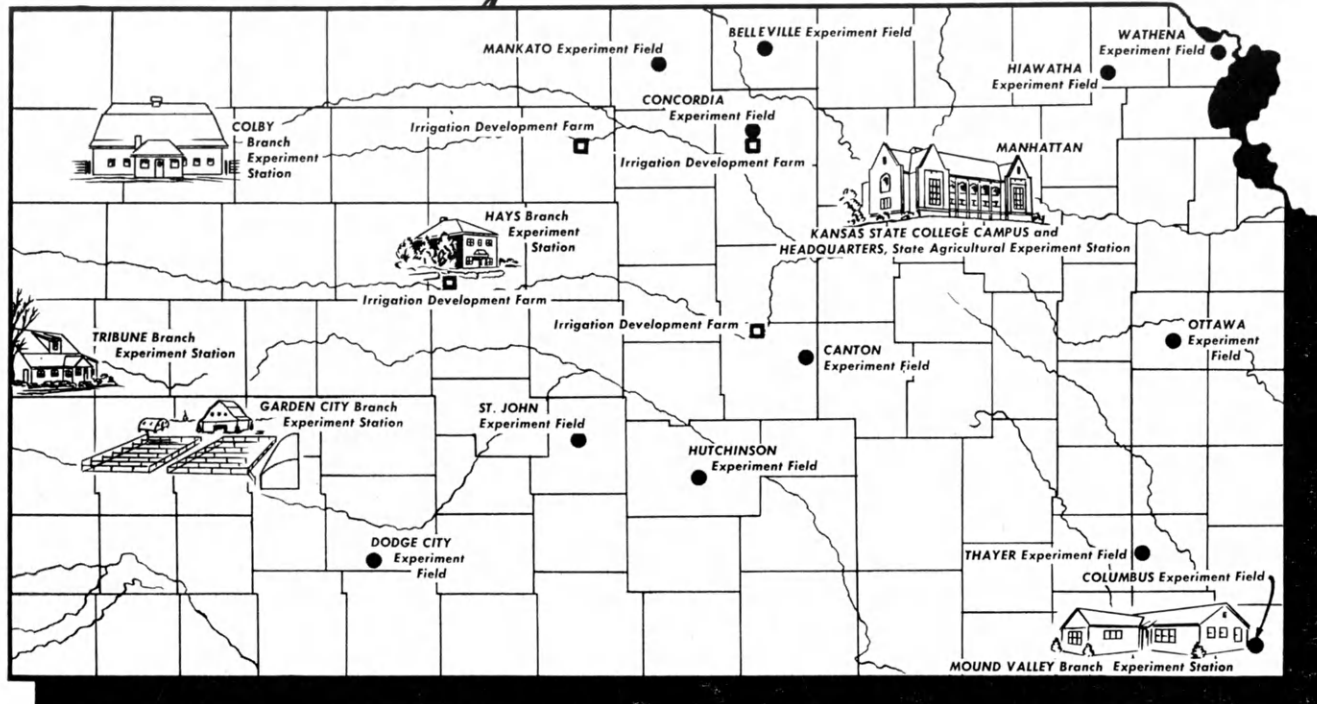 MANKATO Experiment Field
BELLEVILLE Experiment Field
WATHENA
Experiment Field
HIAWATHA
Experiment Field
CONCORDIA
Experiment Field
Irrigation Development Farm
COLBY
Branch
Experiment
Station
Irrigation Development Farm
MANHATTAN
KANSAS STATE COLLEGE CAMPUS and
HEADQUARTERS, State Agricultural Experiment Station
HAYS Branch
Experiment
Station
Irrigation Development Farm
Irrigation Development Farm
TRIBUNE Branch
Experiment Station
CANTON
Experiment Field
OTTAWA
Experiment
Field
GARDEN CITY Branch
Experiment Station
ST. JOHN
Experiment Field
HUTCHINSON
Experiment Field
DODGE CITY
Experiment
Field
THAYER Experiment Field
COLUMBUS Experiment Field
MOUND VALLEY Branch Experiment Station